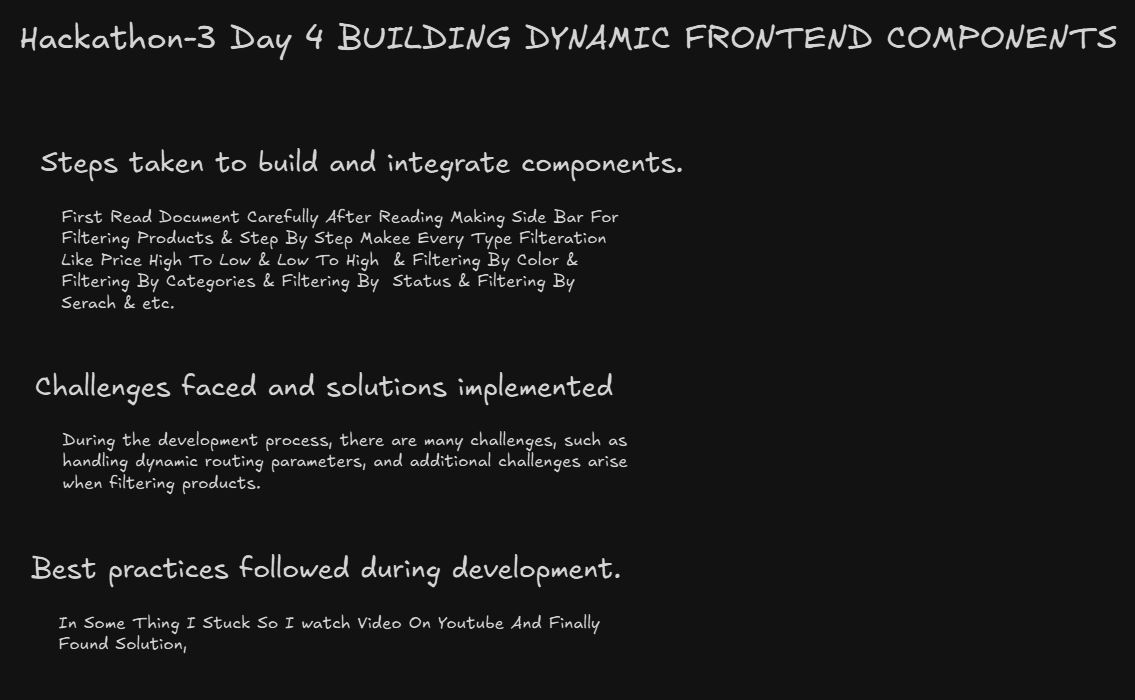 Hackathon-3 Day 4 BUILDING DYNAMIC FRONTEND COMPONENTS
Steps taken to build and integrate components.
First Read Document Carefully After Reading Making Side Bar For
Filtering Products & Step By Step Makee Every Type Filteration
Like Price High To Low & Low To High & Filtering By Color &
Filtering By Categories & Filtering By Status & Filtering By
Serach & etc.
Challenges faced and solutions implemented
During the development process, there are many challenges, such as
handling dynamic routing parameters, and additional challenges arise
when filtering products.
Best practices followed during development.
In Some Thing I Stuck So I watch Video On Youtube And Finally
Found Solution,